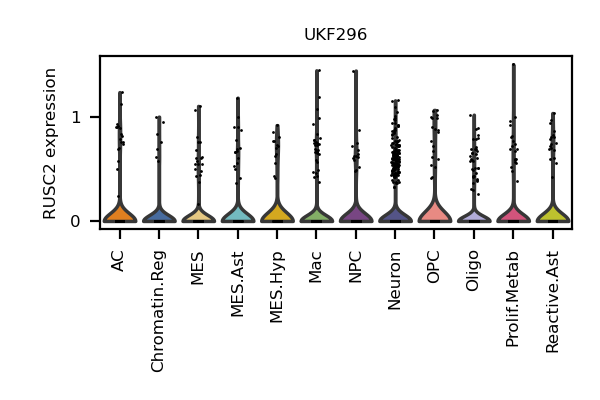 UKF296
RUSC2 expression
1
0
AC
Chromatin.Reg
MES
MES.Ast
MES.Hyp
Mac
NPC
Neuron
OPC
Oligo
Prolif.Metab
Reactive.Ast